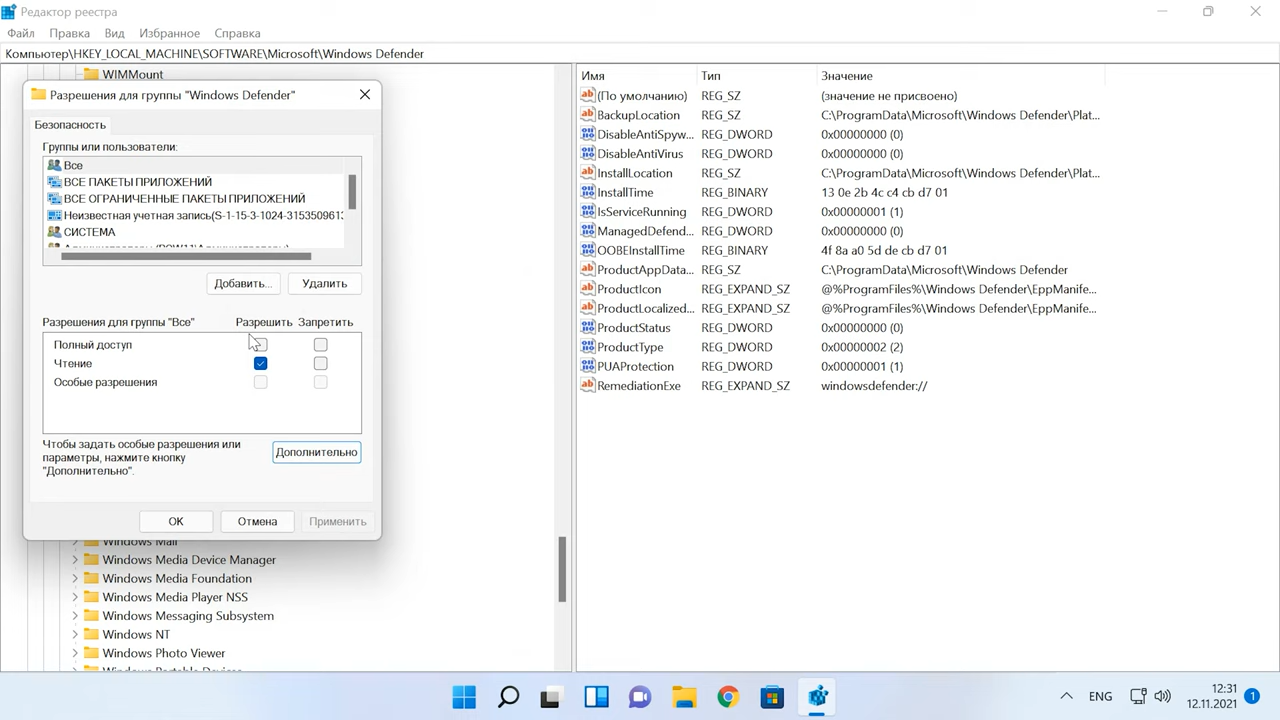 Редактор реестра
Файл Правка Вид Избранное Справка
Компьютер\HKEY_LOCAL_MACHINE\SOFTWARE\Microsoft\Windows Defender
WIMMount
Разрешения для группы "Windows Defender"
Безопасность
Группы или пользователи:
Все
ВСЕ ПАКЕТЫ ПРИЛОЖЕНИЙ
ВСЕ ОГРАНИЧЕННЫЕ ПАКЕТЫ ПРИЛОЖЕНИЙ
Неизвестная учетная запись(S-1-15-3-1024-3153509613
СИСТЕМА
Добавить... Удалить
Разрешения для группы "Все" Разрешить Запретить
Полный доступ
Чтение
Особые разрешения
Чтобы задать особые разрешения или
параметры, нажмите кнопку
"Дополнительно".
Дополнительно
ОК Отмена Применить
Windows Mail
Windows Media Device Manager
Windows Media Foundation
Windows Media Player NSS
Windows Messaging Subsystem
Windows NT
Windows Photo Viewer
Windows Portable Devices
Имя Тип Значение
(По умолчанию) REG_SZ (значение не присвоено)
BackupLocation REG_SZ C:\ProgramData\Microsoft\Windows Defender\Plat...
DisableAntiSpyw... REG_DWORD 0x00000000 (0)
DisableAntiVirus REG_DWORD 0x00000000 (0)
InstallLocation REG_SZ C:\ProgramData\Microsoft\Windows Defender\Plat...
InstallTime REG_BINARY 13 0e 2b 4c c4 cb d7 01
IsServiceRunning REG_DWORD 0x00000001 (1)
ManagedDefend... REG_DWORD 0x00000000 (0)
OOBEInstallTime REG_BINARY 4f 8a a0 5d de cb d7 01
ProductAppData... REG_SZ C:\ProgramData\Microsoft\Windows Defender
ProductIcon REG_EXPAND_SZ @%ProgramFiles%\Windows Defender\EppManife...
ProductLocalized... REG_EXPAND_SZ @%ProgramFiles%\Windows Defender\EppManife...
ProductStatus REG_DWORD 0x00000000 (0)
ProductType REG_DWORD 0x00000002 (2)
PUAProtection REG_DWORD 0x00000001 (1)
RemediationExe REG_EXPAND_SZ windowsdefender://
ENG
12:31
12.11.2021
1